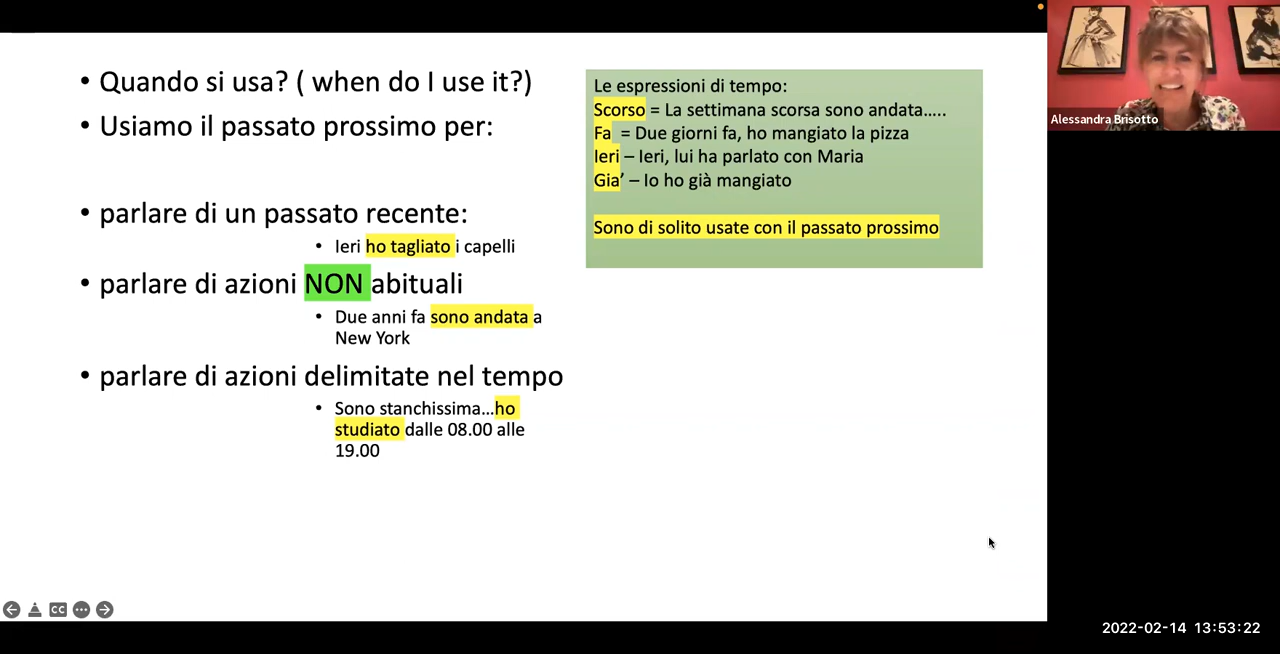 • Quando si usa? ( when do I use it?)
• Usiamo il passato prossimo per:
• parlare di un passato recente:
• Ieri ho tagliato i capelli
• parlare di azioni NON abituali
• Due anni fa sono andata a
New York
• parlare di azioni delimitate nel tempo
• Sono stanchissima...ho
studiato dalle 08.00 alle
19.00
Le espressioni di tempo:
Scorso = La settimana scorsa sono andata.....
Fa = Due giorni fa, ho mangiato la pizza
Ieri – Ieri, lui ha parlato con Maria
Gia' – Io ho già mangiato
Sono di solito usate con il passato prossimo
Alessandra Brisotto
CC
2022-02-14 13:53:22